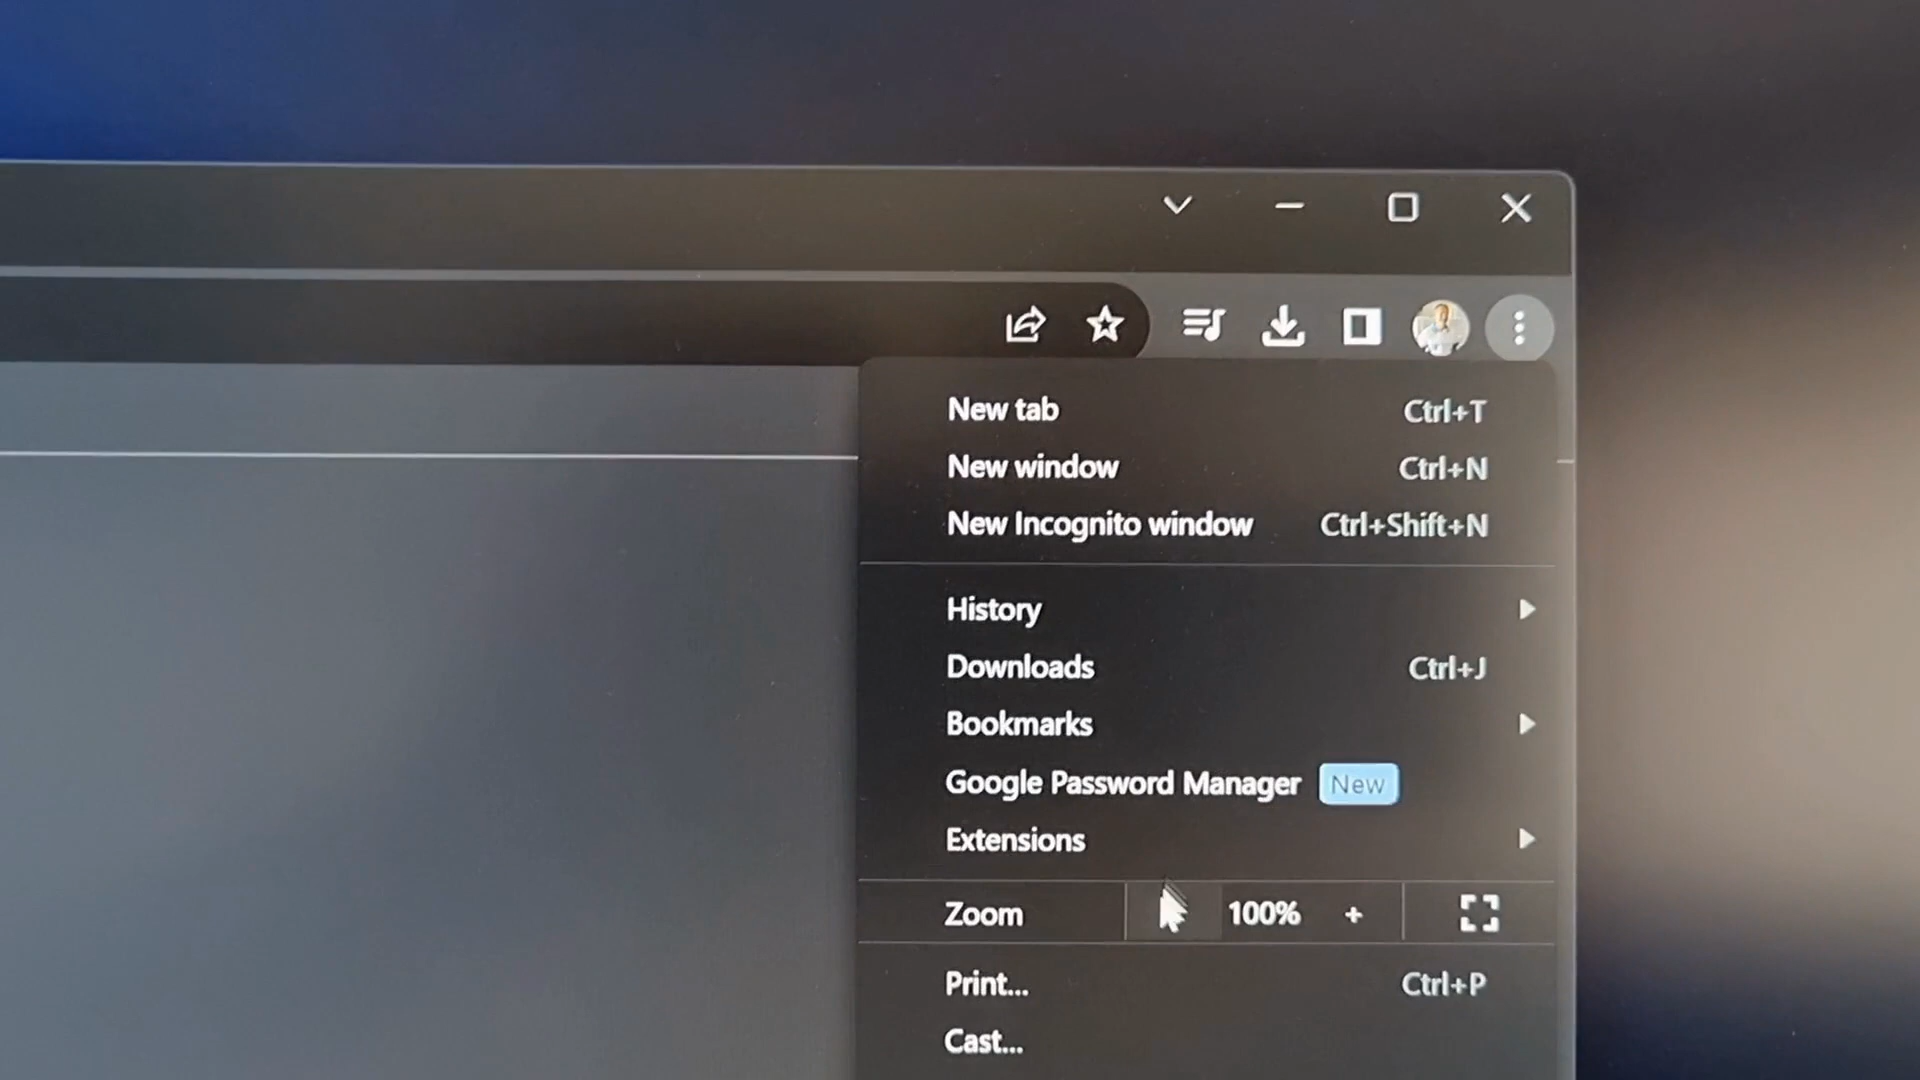 New tab Ctrl+T
New window Ctrl+N
New Incognito window Ctrl+Shift+N
History
Downloads Ctrl+J
Bookmarks
Google Password Manager New
Extensions
Zoom 100% +
Print... Ctrl+P
Cast...